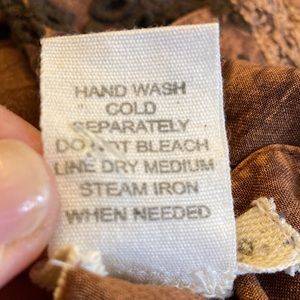 HAND WASH
COLD
SEPARATELY
DO NOT BLEACH
LINE DRY MEDIUM
STEAM IRON
WHEN NEEDED